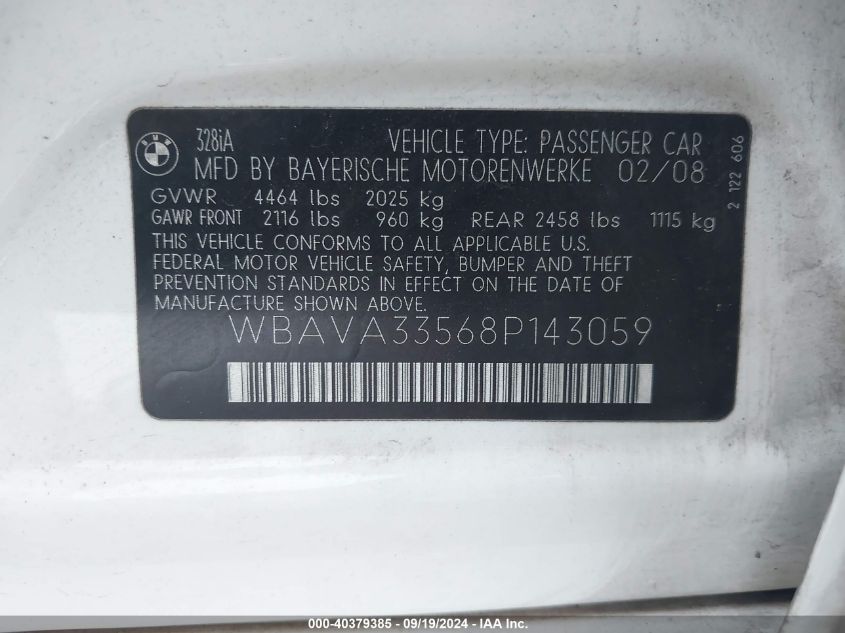 BMW
328iA VEHICLE TYPE: PASSENGER CAR
MFD BY BAYERISCHE MOTORENWERKE 02/08
GVWR 4464 lbs 2025 kg
GAWR FRONT 2116 lbs 960 kg REAR 2458 lbs 1115 kg
THIS VEHICLE CONFORMS TO ALL APPLICABLE U.S.
FEDERAL MOTOR VEHICLE SAFETY, BUMPER AND THEFT
PREVENTION STANDARDS IN EFFECT ON THE DATE OF
MANUFACTURE SHOWN ABOVE.
WBAVA33568P143059
2 122 606
000-40379385 - 09/19/2024 - IAA Inc.